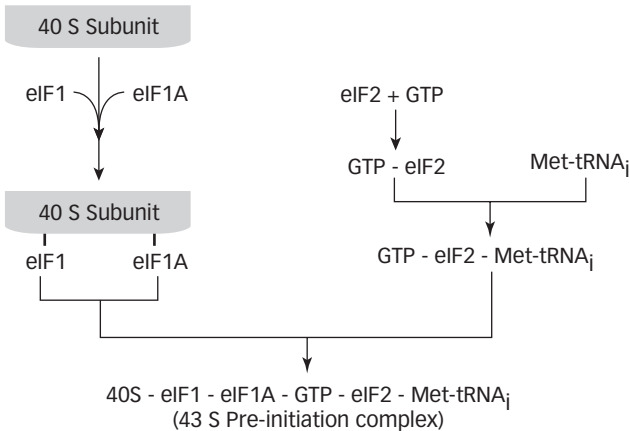 40 S Subunit
eIF1
eIF1A
eIF2 + GTP
GTP - eIF2
Met-tRNAi
40 S Subunit
eIF1
eIF1A
GTP - eIF2 - Met-tRNAi
40S - eIF1 - eIF1A - GTP - eIF2 - Met-tRNAi
(43 S Pre-initiation complex)